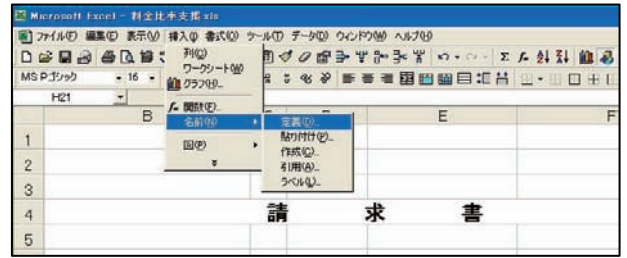 Microsoft Excel - 料金比率支援.xls
ファイル(F) 編集(E) 表示(V) 挿入(I) 書式(O) ツール(T) データ(D) ウィンドウ(W) ヘルプ(H)
列(C)
ワークシート(W)
グラフ(H)...
MS Pゴシック 16
H21
関数(F)...
名前(N)
図(P)
定義(D)...
貼り付け(P)...
作成(C)...
引用(A)...
ラベル(L)...
B E F
1
2
3
4 請 求 書
5